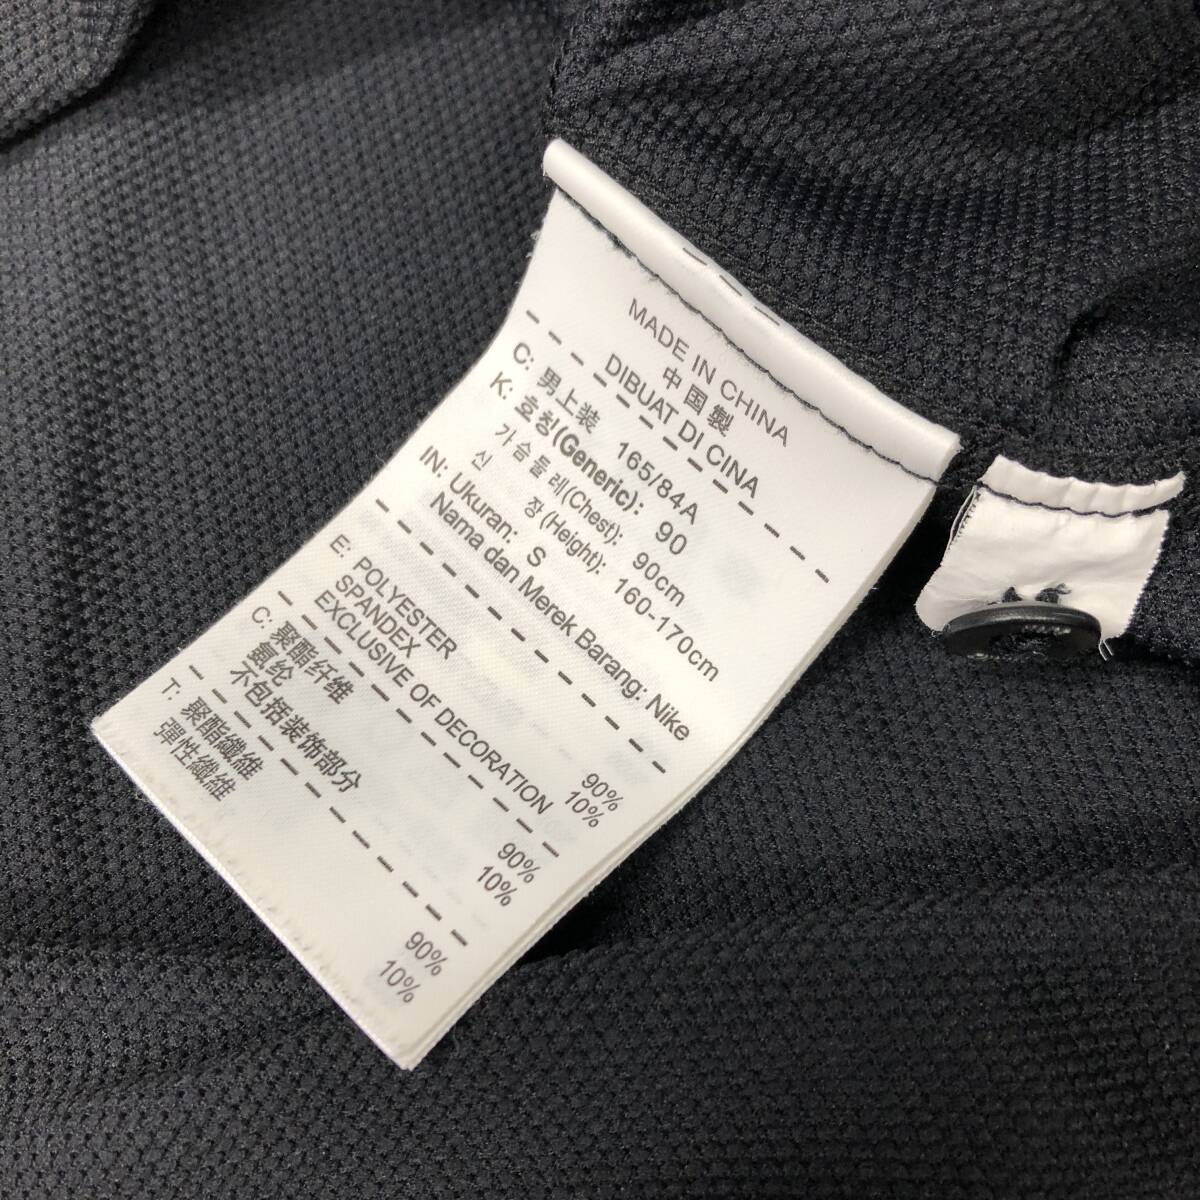 MADE IN CHINA
中国製
DIBUAT DI CINA
C: 男上装 165/84A
K: 호칭(Generic): 90
가슴둘레(Chest): 90cm
신 장(Height): 160-170cm
IN: Ukuran: S
Nama dan Merek Barang: Nike
E: POLYESTER 90%
SPANDEX 10%
EXCLUSIVE OF DECORATION
C: 聚酯纤维 90%
氨纶 10%
不包括装饰部分
T: 聚酯纖維 90%
彈性纖維 10%